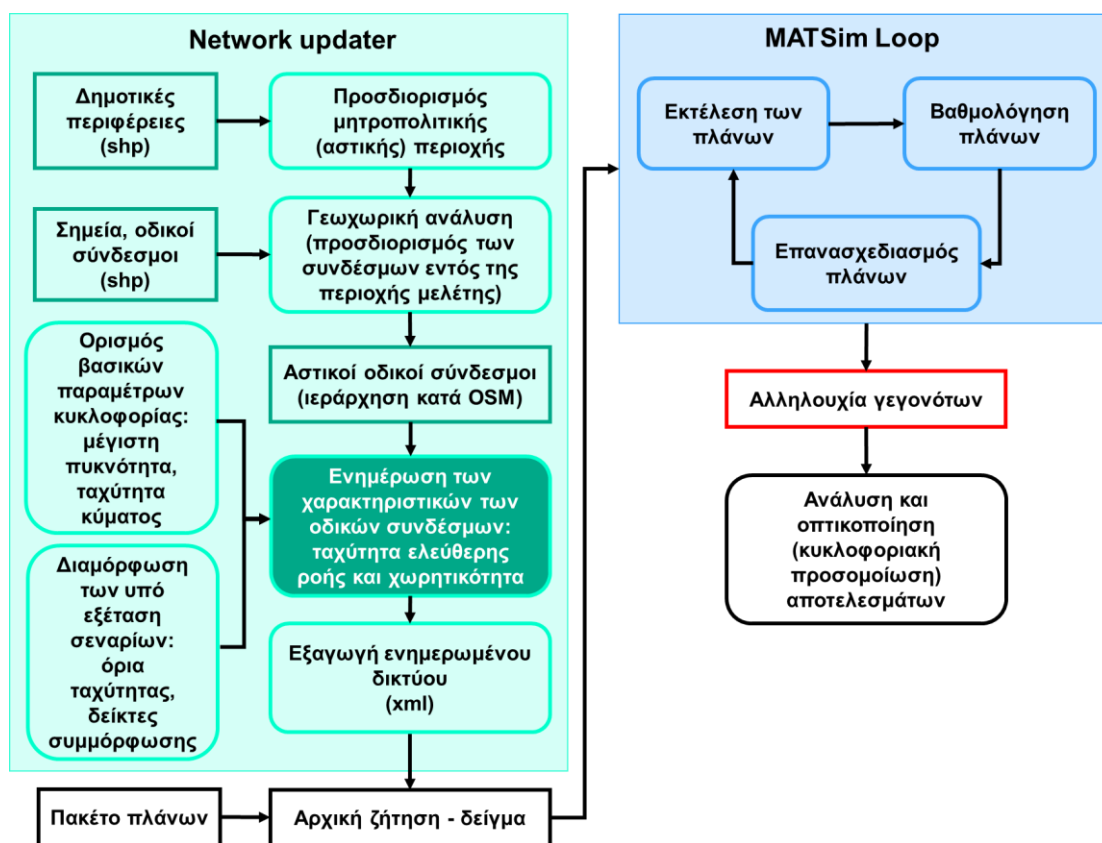 Network updater
Δημοτικές
περιφέρειες
(shp)
Προσδιορισμός
μητροπολιτικής
(αστικής) περιοχής
Σημεία, οδικοί
σύνδεσμοι
(shp)
Γεωχωρική ανάλυση
(προσδιορισμός των
συνδέσμων εντός της
περιοχής μελέτης)
Ορισμός
βασικών
παραμέτρων
κυκλοφορίας:
μέγιστη
πυκνότητα,
ταχύτητα
κύματος
Αστικοί οδικοί σύνδεσμοι
(ιεράρχηση κατά OSM)
Ενημέρωση των
χαρακτηριστικών των
οδικών συνδέσμων:
ταχύτητα ελεύθερης
ροής και χωρητικότητα
Διαμόρφωση
των υπό
εξέταση
σεναρίων:
όρια
ταχύτητας,
δείκτες
συμμόρφωσης
Εξαγωγή ενημερωμένου
δικτύου
(xml)
Πακέτο πλάνων
Αρχική ζήτηση - δείγμα
MATSim Loop
Εκτέλεση των
πλάνων
Βαθμολόγηση
πλάνων
Επανασχεδιασμός
πλάνων
Αλληλουχία γεγονότων
Ανάλυση και
οπτικοποίηση
(κυκλοφοριακή
προσομοίωση)
αποτελεσμάτων